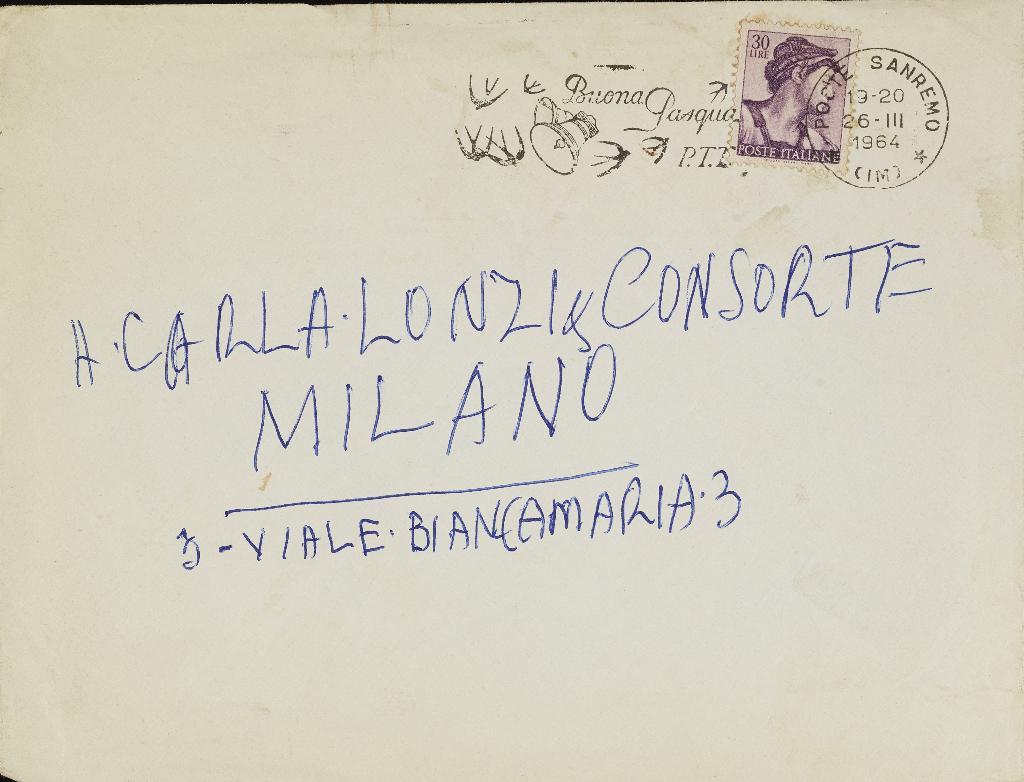 Buona Pasqua
P.T.
30
LIRE
POSTE ITALIANE
POSTE SANREMO
19-20
26-III
1964
(IM)
A·CARLA·LONZI & CONSORTE
MILANO
3-VIALE·BIANCAMARIA·3